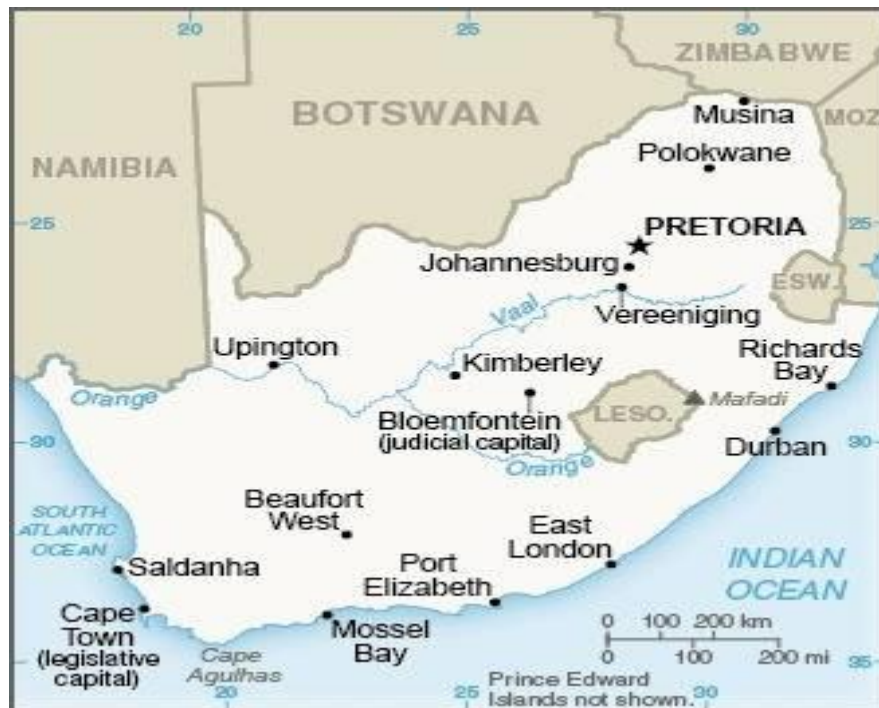 20
25
30
ZIMBABWE
BOTSWANA
Musina
MOZ
NAMIBIA
Polokwane
25
PRETORIA
25
Johannesburg
ESW.
Vaal
Vereeniging
Upington
Kimberley
Richards
Bay
Orange
Mafadi
LESO.
Bloemfontein
(judicial capital)
30
Durban
30
Orange
Beaufort
West
SOUTH
ATLANTIC
OCEAN
East
London
Saldanha
Port
Elizabeth
INDIAN
OCEAN
Cape
Town
(legislative
capital)
Mossel
Bay
0 100 200 km
0 100 200 mi
Cape
Agulhas
35
Prince Edward
Islands not shown.
20
25
30